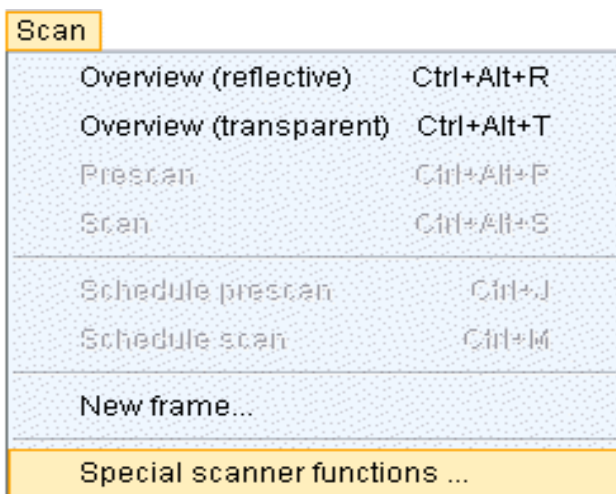 Scan
Overview (reflective) Ctrl+Alt+R
Overview (transparent) Ctrl+Alt+T
Prescan Ctrl+Alt+P
Scan Ctrl+Alt+S
Schedule prescan Ctrl+J
Schedule scan Ctrl+M
New frame...
Special scanner functions ...